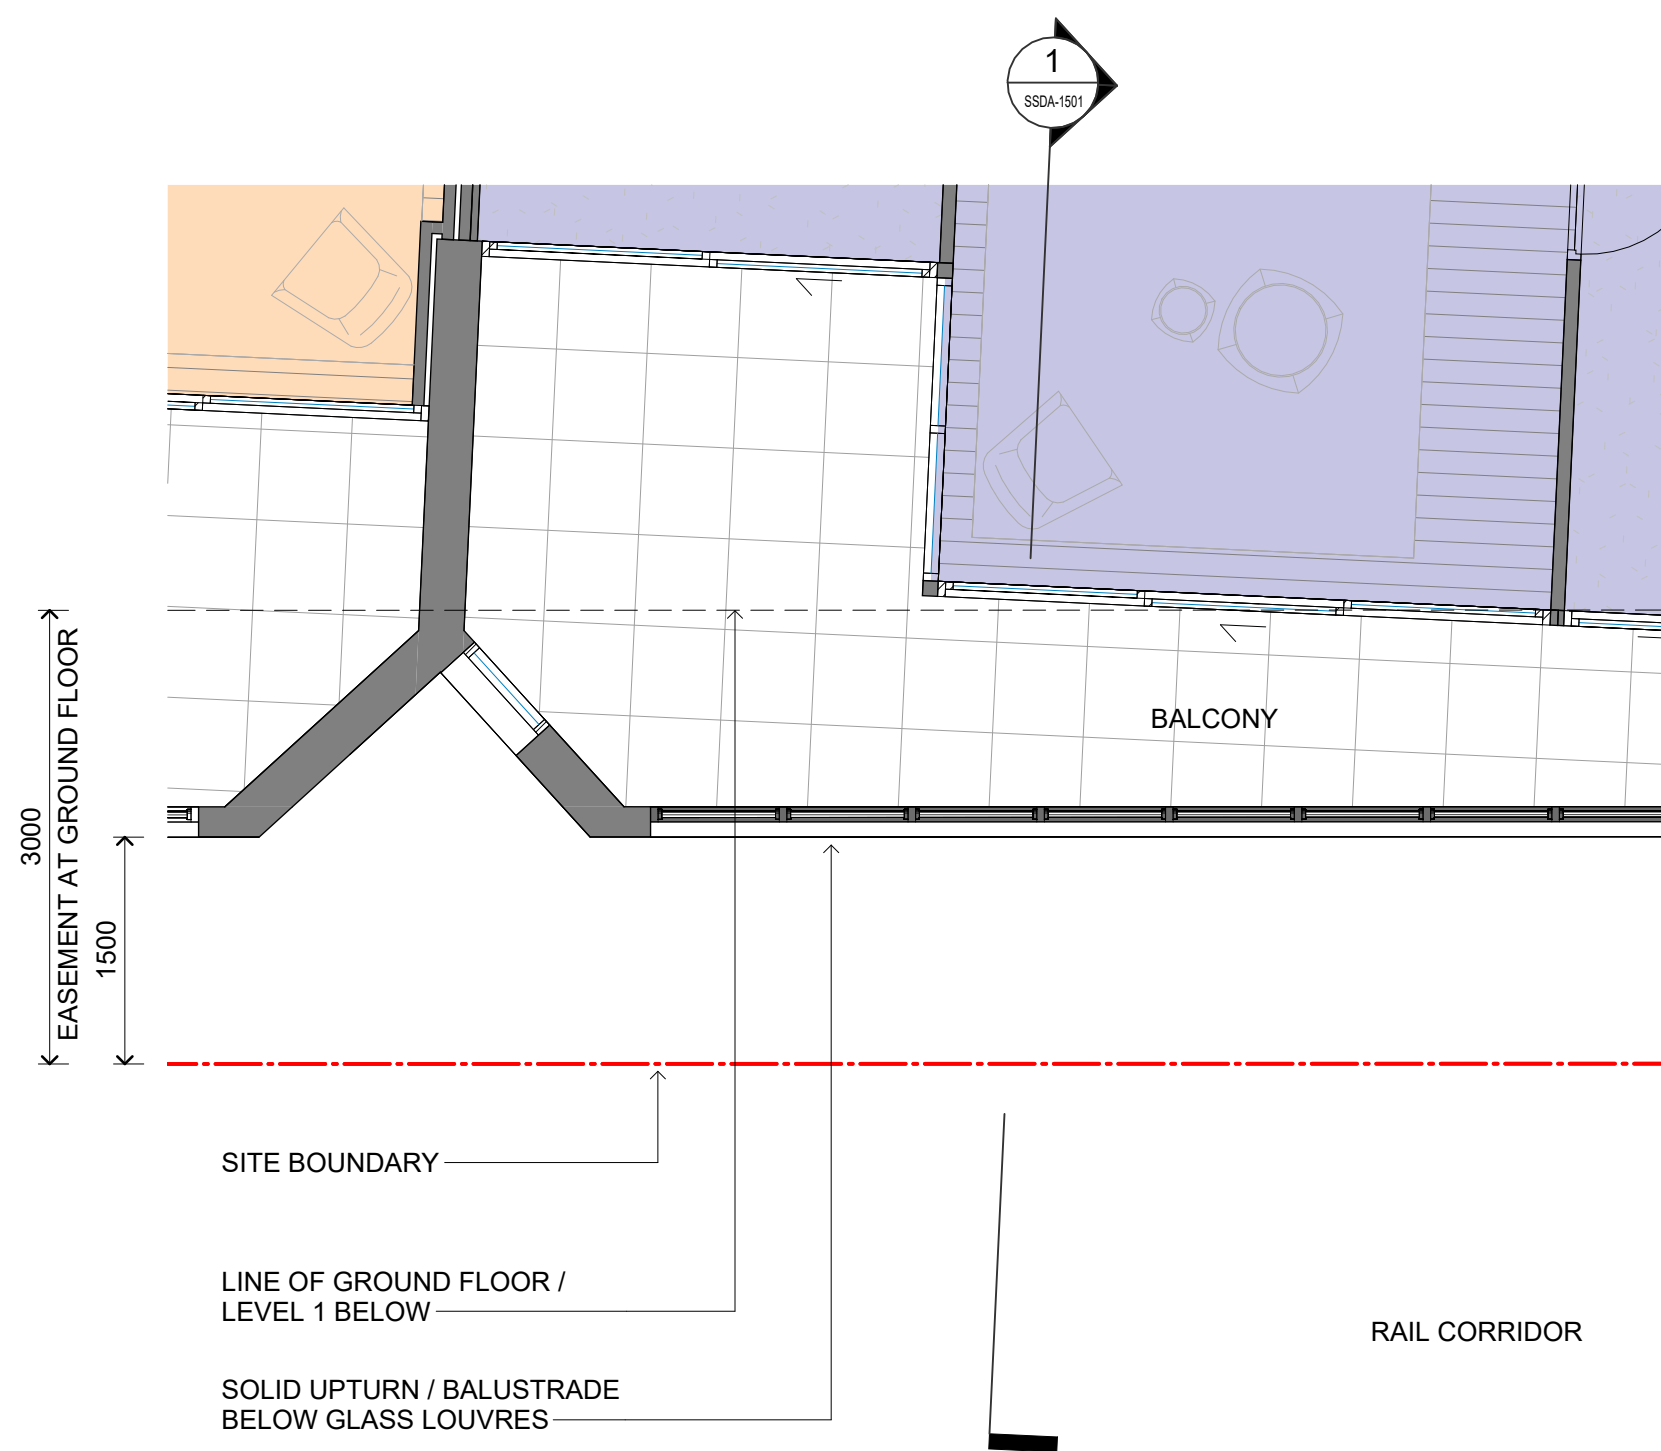 1
SSDA-1501
BALCONY
3000
EASEMENT AT GROUND FLOOR
1500
SITE BOUNDARY
LINE OF GROUND FLOOR /
LEVEL 1 BELOW
RAIL CORRIDOR
SOLID UPTURN / BALUSTRADE
BELOW GLASS LOUVRES